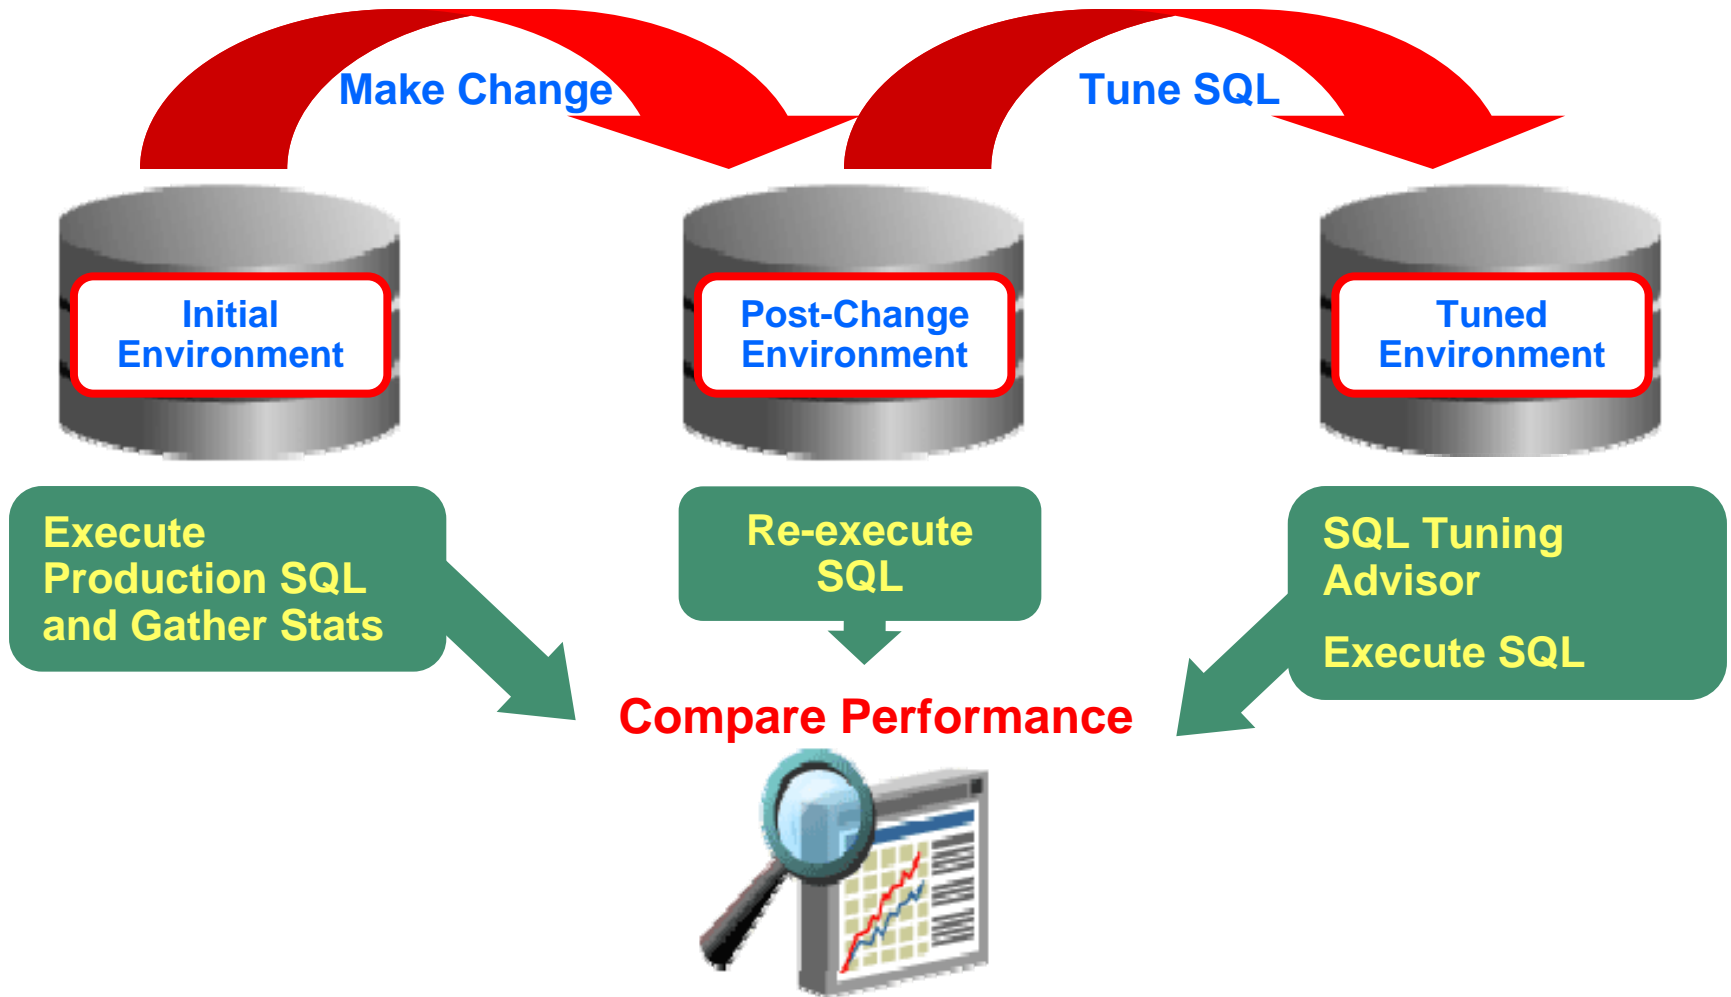 Make Change
Tune SQL
Initial
Environment
Post-Change
Environment
Tuned
Environment
Execute
Production SQL
and Gather Stats
Re-execute
SQL
SQL Tuning
Advisor
Execute SQL
Compare Performance